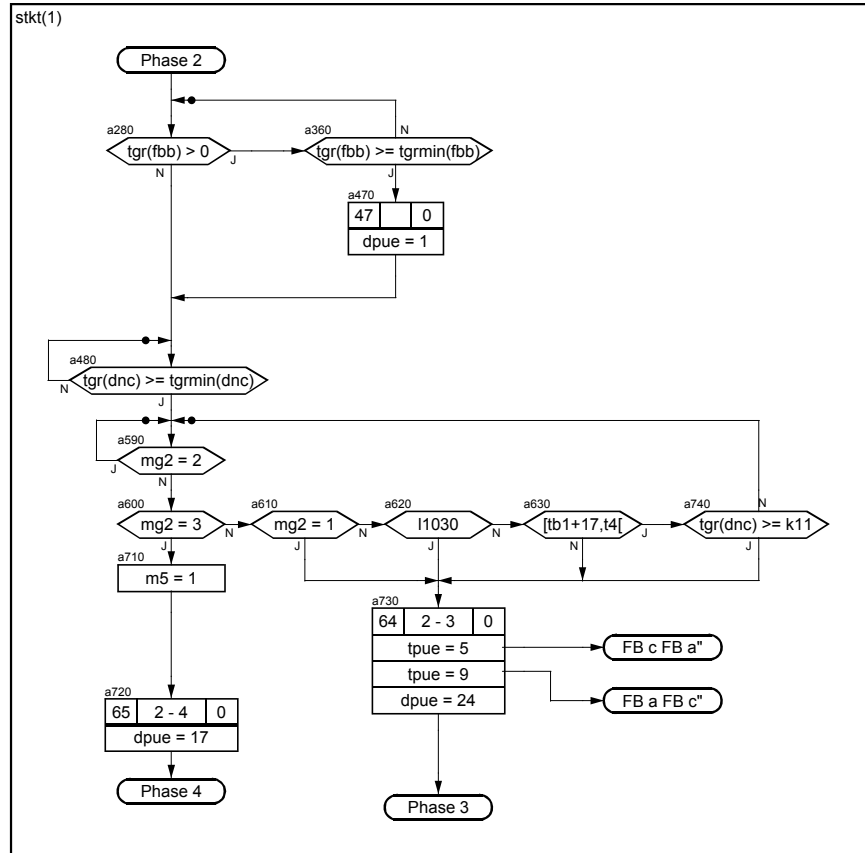 stkt(1)
Phase 2
a280
tgr(fbb) > 0
J
N
a360
N
tgr(fbb) >= tgrmin(fbb)
J
a470
47 0
dpue = 1
a480
tgr(dnc) >= tgrmin(dnc)
N
J
a590
mg2 = 2
J
N
a600
mg2 = 3
N
J
a610
mg2 = 1
N
J
a620
l1030
N
J
a630
[tb1+17,t4[
J
N
a740
N
tgr(dnc) >= k11
J
a710
m5 = 1
a730
64 2 - 3 0
tpue = 5
FB c FB a"
tpue = 9
FB a FB c"
dpue = 24
a720
65 2 - 4 0
dpue = 17
Phase 4
Phase 3